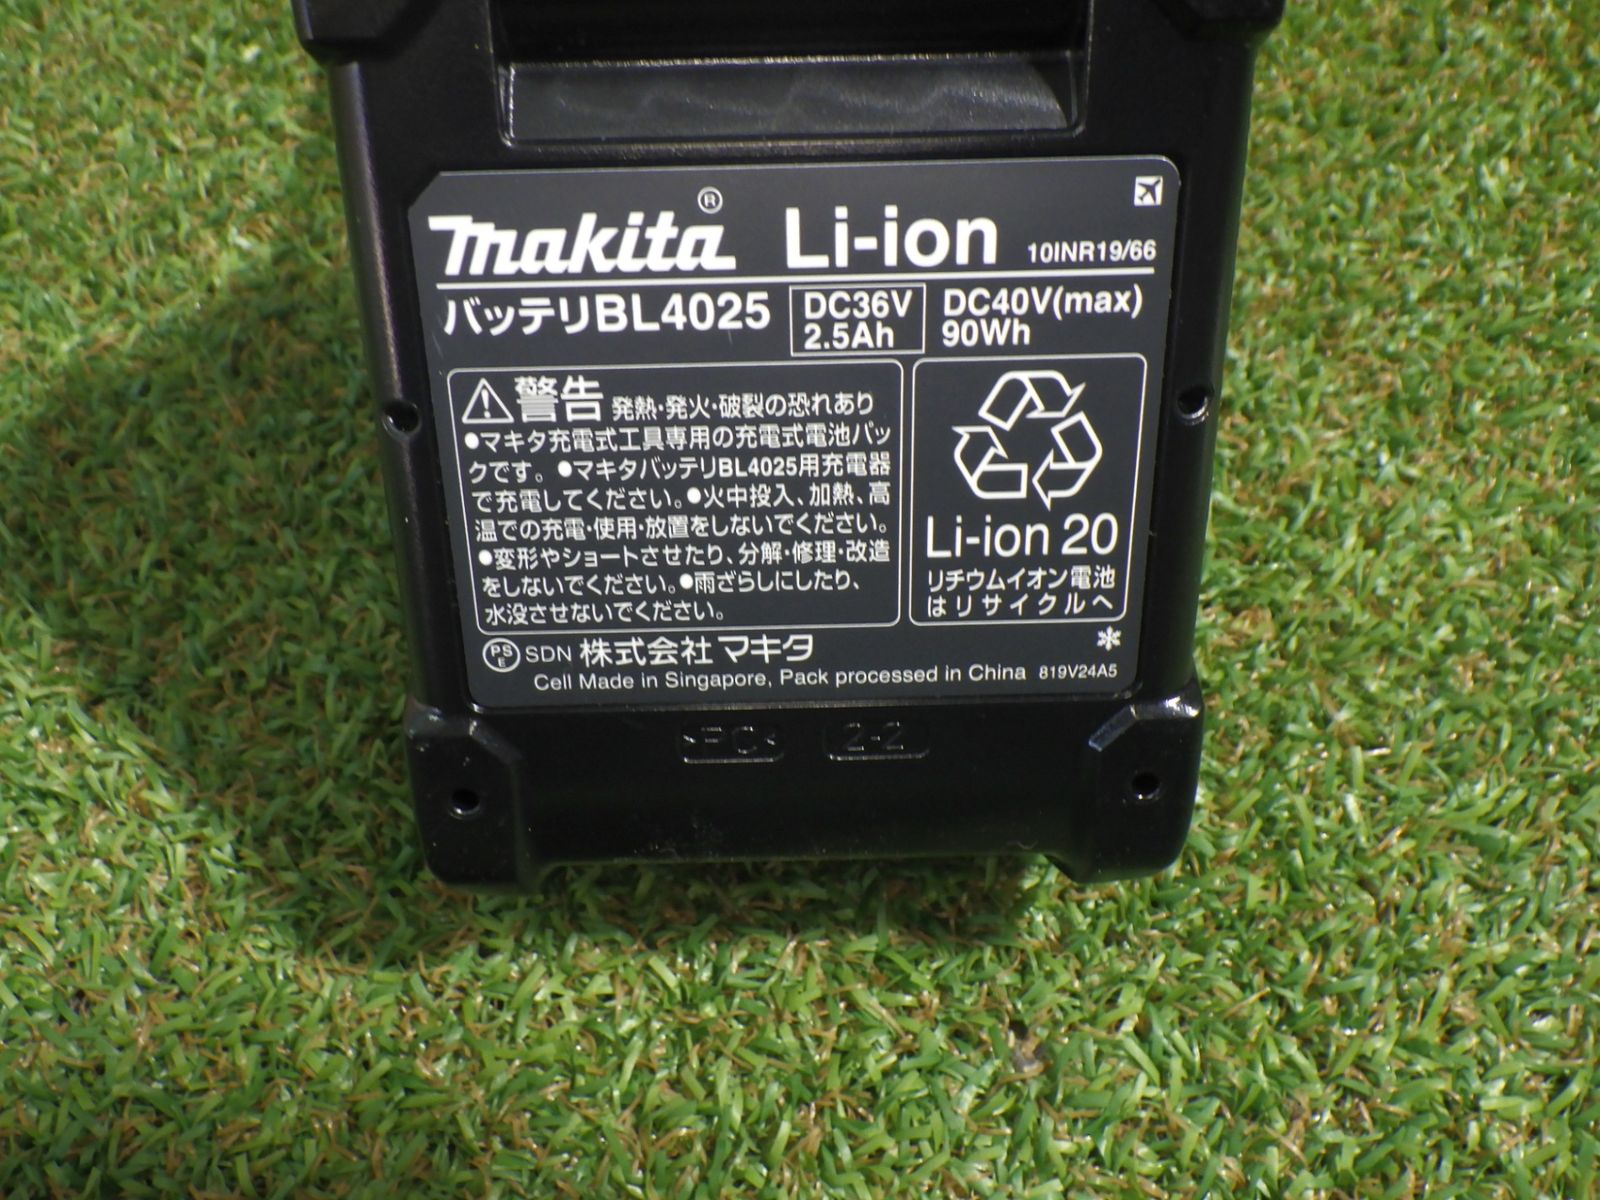 makita® Li-ion 10INR19/66
バッテリBL4025 DC36V DC40V(max)
2.5Ah 90Wh
警告 発熱・発火・破裂の恐れあり
●マキタ充電式工具専用の充電式電池パッ
クです。●マキタバッテリBL4025用充電器
で充電してください。●火中投入、加熱、高
温での充電・使用・放置をしないでください。
●変形やショートさせたり、分解・修理・改造
をしないでください。●雨ざらしにしたり、
水没させないでください。
Li-ion 20
リチウムイオン電池
はリサイクルへ
PS
E
SDN 株式会社 マキタ
Cell Made in Singapore, Pack processed in China 819V24A5
2-2